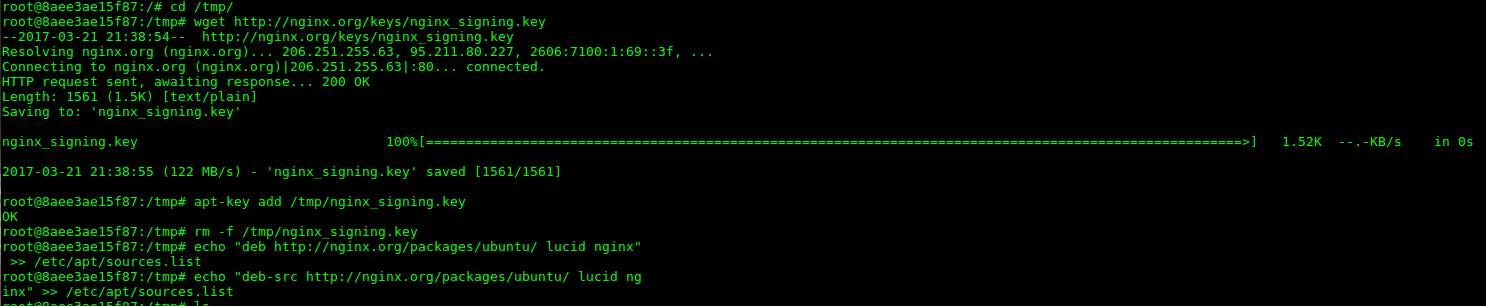 root@8aee3ae15f87:/# cd /tmp/
root@8aee3ae15f87:/tmp# wget http://nginx.org/keys/nginx_signing.key
--2017-03-21 21:38:54--  http://nginx.org/keys/nginx_signing.key
Resolving nginx.org (nginx.org)... 206.251.255.63, 95.211.80.227, 2606:7100:1:69::3f, ...
Connecting to nginx.org (nginx.org)|206.251.255.63|:80... connected.
HTTP request sent, awaiting response... 200 OK
Length: 1561 (1.5K) [text/plain]
Saving to: 'nginx_signing.key'
nginx_signing.key                               100%[======================================================================================================>]   1.52K  --.-KB/s    in 0s
2017-03-21 21:38:55 (122 MB/s) - 'nginx_signing.key' saved [1561/1561]
root@8aee3ae15f87:/tmp# apt-key add /tmp/nginx_signing.key
OK
root@8aee3ae15f87:/tmp# rm -f /tmp/nginx_signing.key
root@8aee3ae15f87:/tmp# echo "deb http://nginx.org/packages/ubuntu/ lucid nginx"
 >> /etc/apt/sources.list
root@8aee3ae15f87:/tmp# echo "deb-src http://nginx.org/packages/ubuntu/ lucid ng
inx" >> /etc/apt/sources.list
root@8aee3ae15f87:/tmp# ls